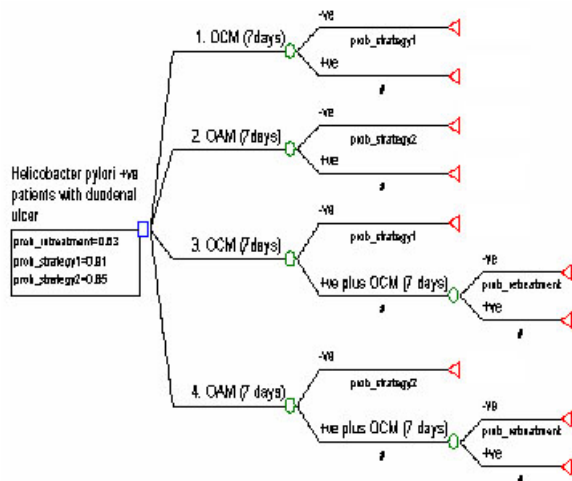 -ve
1. OCM (7days)
prob_strategy1
+ve
#
-ve
2. OAM (7days)
prob_strategy2
+ve
#
Helicobacter pylori +ve
patients with duodenal
ulcer
prob_retreatment=0.63
prob_strategy1=0.81
prob_strategy2=0.65
-ve
3. OCM (7days)
prob_strategy1
+ve plus OCM (7 days)
#
-ve
prob_retreatment
+ve
#
-ve
4. OAM (7 days)
prob_strategy2
+ve plus OCM (7 days)
#
-ve
prob_retreatment
+ve
#